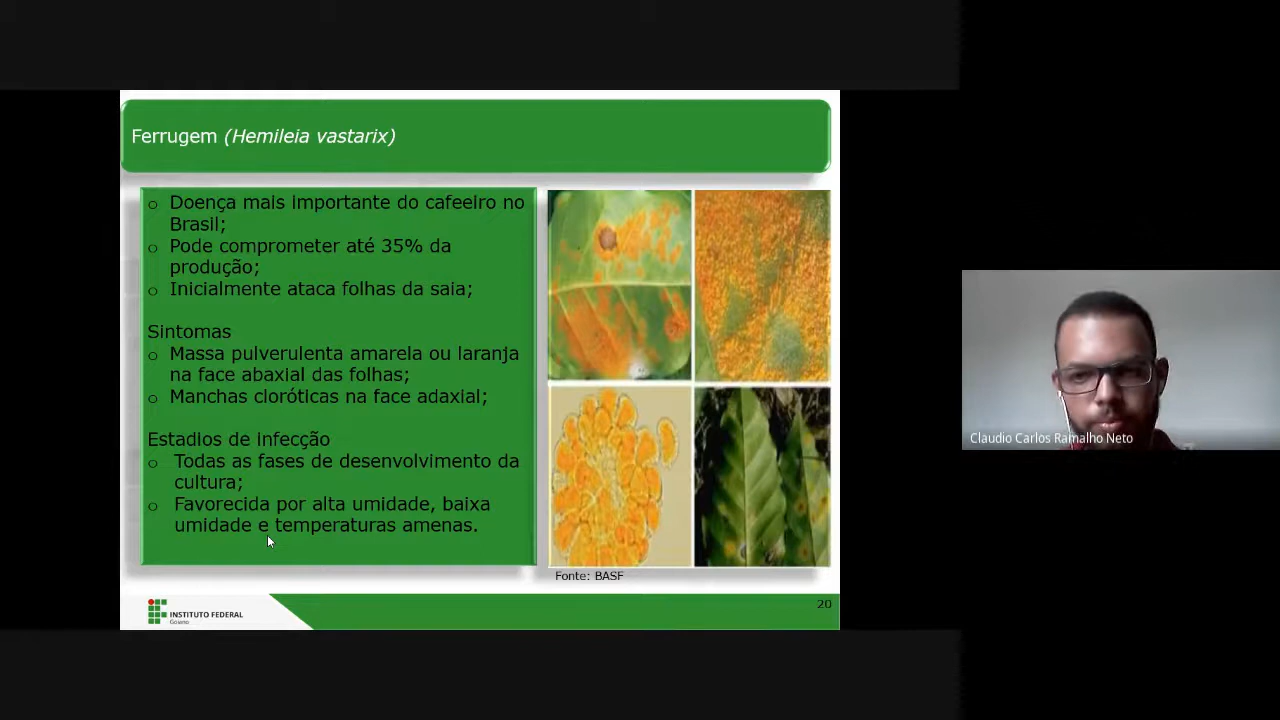 Ferrugem (Hemileia vastarix)
o Doença mais importante do cafeeiro no
Brasil;
o Pode comprometer até 35% da
produção;
o Inicialmente ataca folhas da saia;
Sintomas
o Massa pulverulenta amarela ou laranja
na face abaxial das folhas;
o Manchas cloróticas na face adaxial;
Estadios de Infecção
o Todas as fases de desenvolvimento da
cultura;
o Favorecida por alta umidade, baixa
umidade e temperaturas amenas.
Fonte: BASF
INSTITUTO FEDERAL
Goiano
20
Claudio Carlos Ramalho Neto